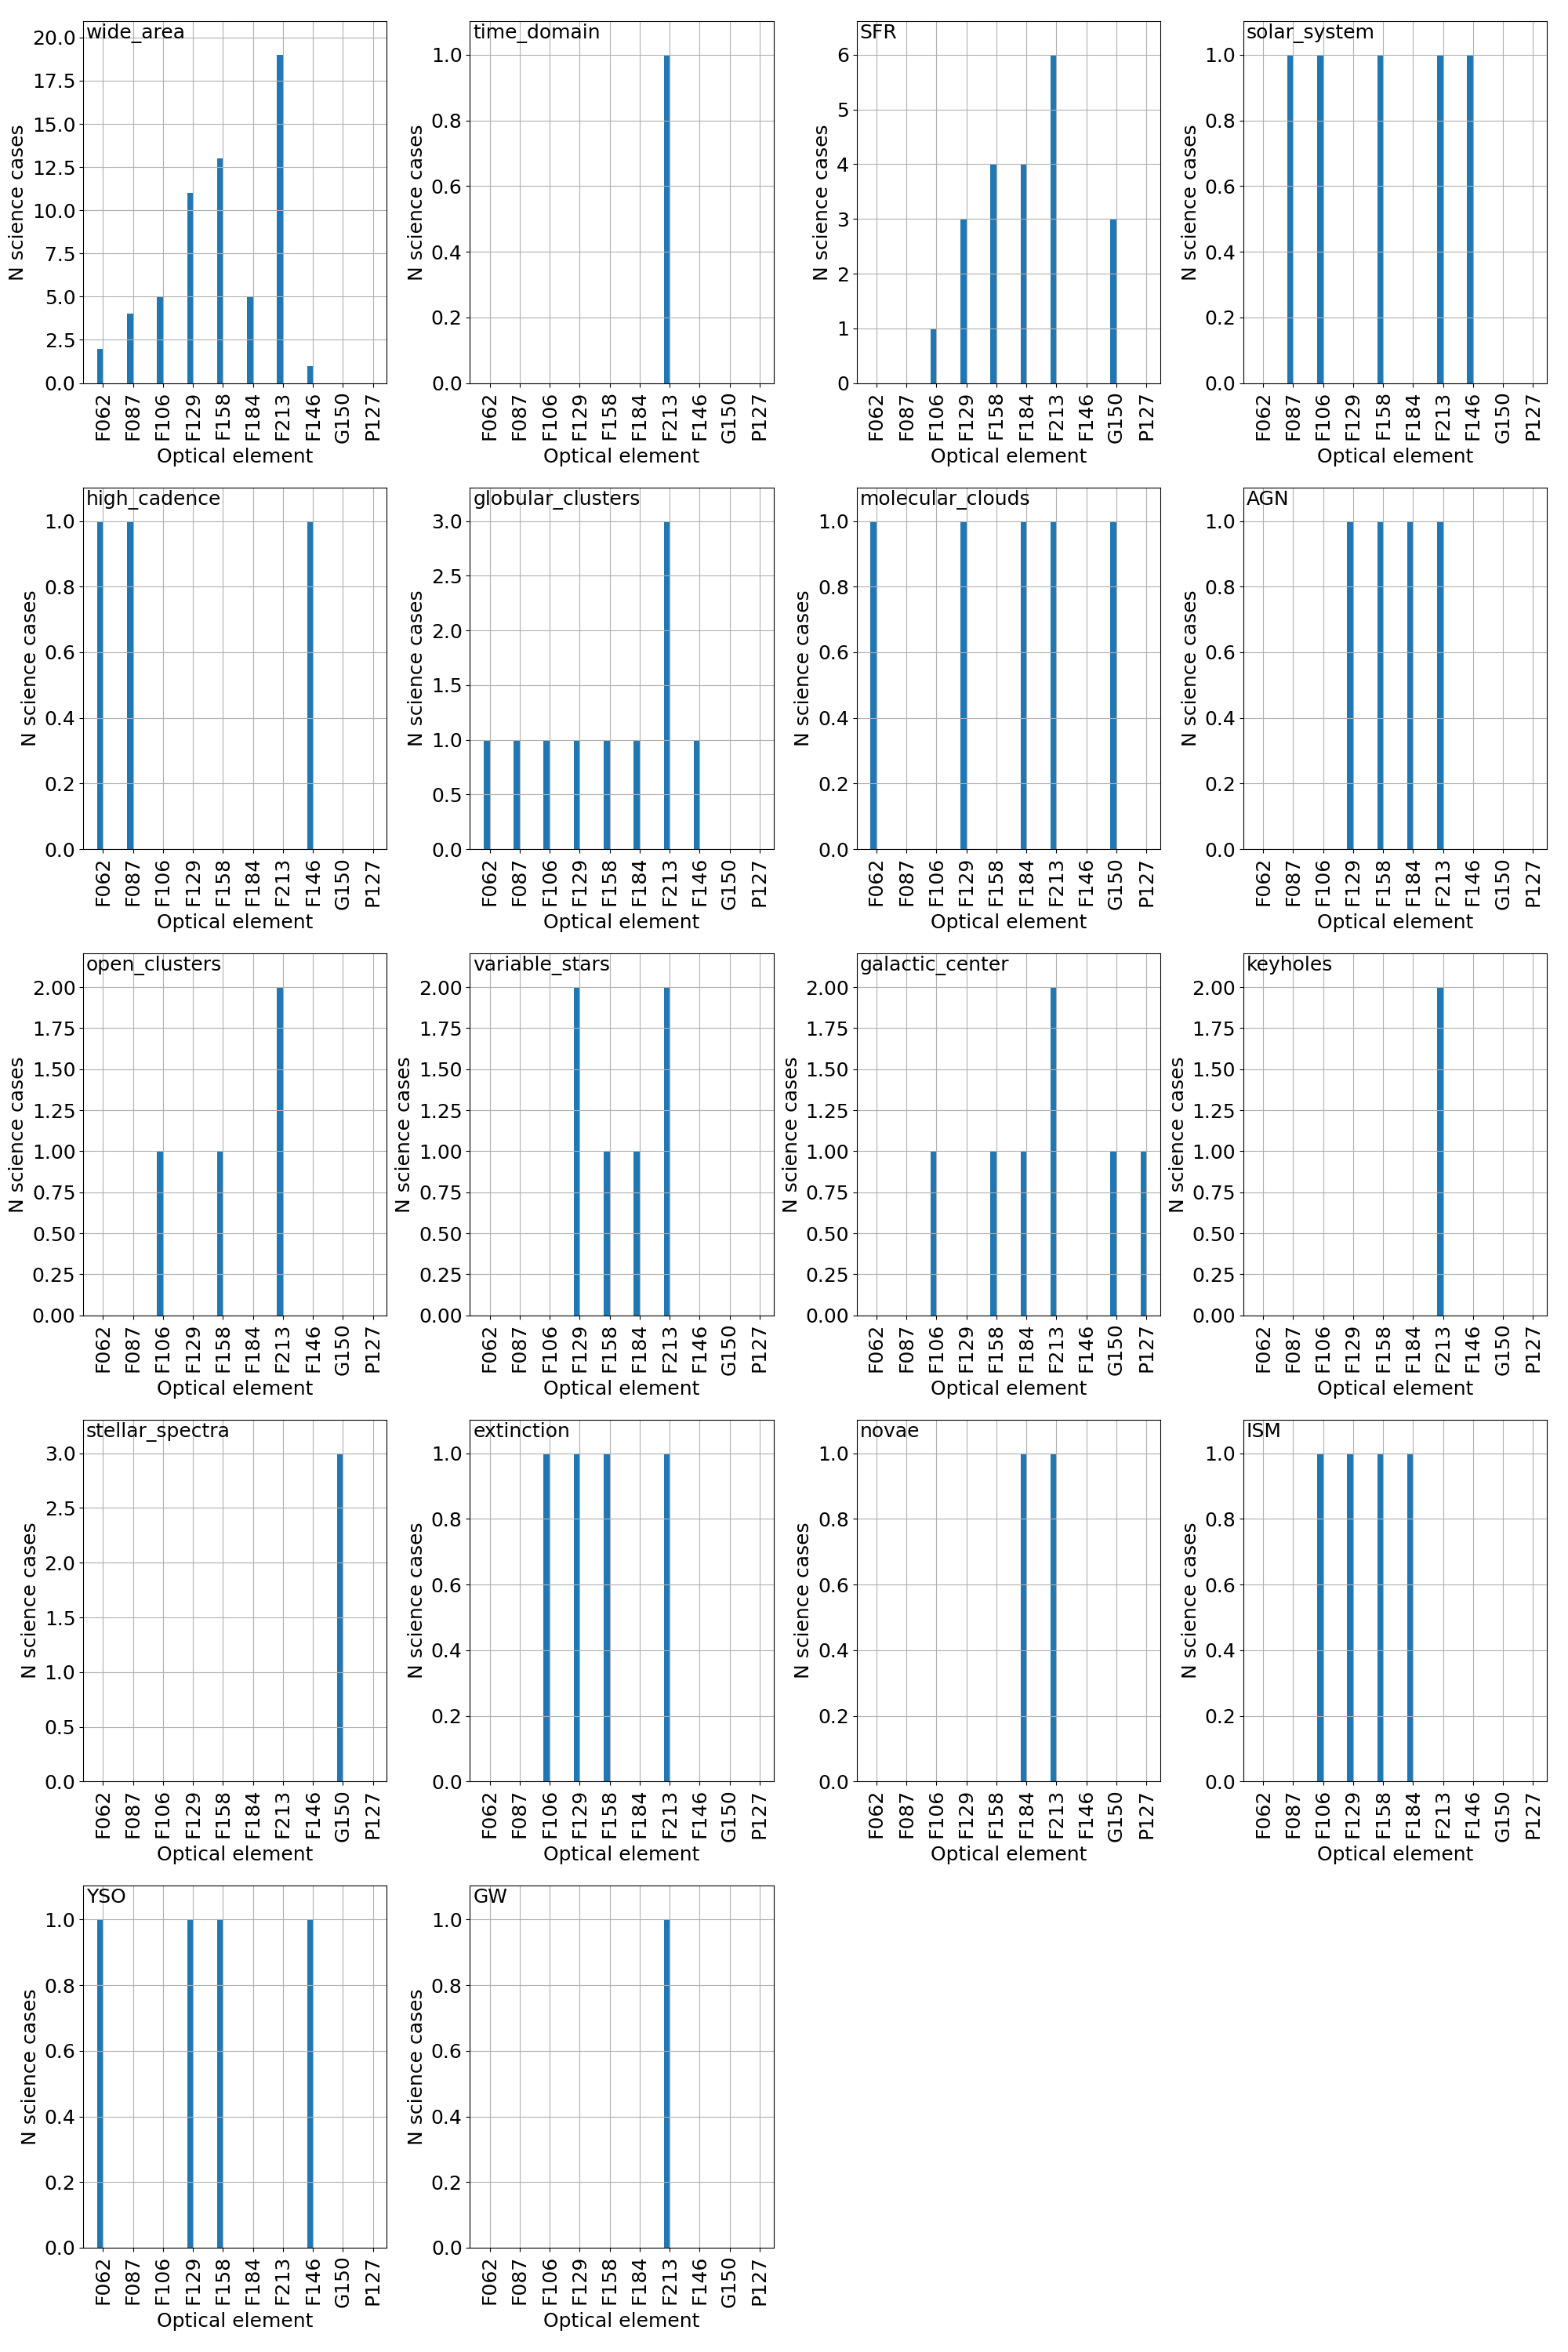 wide_area
N science cases
20.0
17.5
15.0
12.5
10.0
7.5
5.0
2.5
0.0
F062 F087 F106 F129 F158 F184 F213 F146 G150 P127
Optical element
time_domain
N science cases
1.0
0.8
0.6
0.4
0.2
0.0
F062 F087 F106 F129 F158 F184 F213 F146 G150 P127
Optical element
SFR
N science cases
6
5
4
3
2
1
0
F062 F087 F106 F129 F158 F184 F213 F146 G150 P127
Optical element
solar_system
N science cases
1.0
0.8
0.6
0.4
0.2
0.0
F062 F087 F106 F129 F158 F184 F213 F146 G150 P127
Optical element
high_cadence
N science cases
1.0
0.8
0.6
0.4
0.2
0.0
F062 F087 F106 F129 F158 F184 F213 F146 G150 P127
Optical element
globular_clusters
N science cases
3.0
2.5
2.0
1.5
1.0
0.5
0.0
F062 F087 F106 F129 F158 F184 F213 F146 G150 P127
Optical element
molecular_clouds
N science cases
1.0
0.8
0.6
0.4
0.2
0.0
F062 F087 F106 F129 F158 F184 F213 F146 G150 P127
Optical element
AGN
N science cases
1.0
0.8
0.6
0.4
0.2
0.0
F062 F087 F106 F129 F158 F184 F213 F146 G150 P127
Optical element
open_clusters
N science cases
2.00
1.75
1.50
1.25
1.00
0.75
0.50
0.25
0.00
F062 F087 F106 F129 F158 F184 F213 F146 G150 P127
Optical element
variable_stars
N science cases
2.00
1.75
1.50
1.25
1.00
0.75
0.50
0.25
0.00
F062 F087 F106 F129 F158 F184 F213 F146 G150 P127
Optical element
galactic_center
N science cases
2.00
1.75
1.50
1.25
1.00
0.75
0.50
0.25
0.00
F062 F087 F106 F129 F158 F184 F213 F146 G150 P127
Optical element
keyholes
N science cases
2.00
1.75
1.50
1.25
1.00
0.75
0.50
0.25
0.00
F062 F087 F106 F129 F158 F184 F213 F146 G150 P127
Optical element
stellar_spectra
N science cases
3.0
2.5
2.0
1.5
1.0
0.5
0.0
F062 F087 F106 F129 F158 F184 F213 F146 G150 P127
Optical element
extinction
N science cases
1.0
0.8
0.6
0.4
0.2
0.0
F062 F087 F106 F129 F158 F184 F213 F146 G150 P127
Optical element
novae
N science cases
1.0
0.8
0.6
0.4
0.2
0.0
F062 F087 F106 F129 F158 F184 F213 F146 G150 P127
Optical element
ISM
N science cases
1.0
0.8
0.6
0.4
0.2
0.0
F062 F087 F106 F129 F158 F184 F213 F146 G150 P127
Optical element
YSO
N science cases
1.0
0.8
0.6
0.4
0.2
0.0
F062 F087 F106 F129 F158 F184 F213 F146 G150 P127
Optical element
GW
N science cases
1.0
0.8
0.6
0.4
0.2
0.0
F062 F087 F106 F129 F158 F184 F213 F146 G150 P127
Optical element